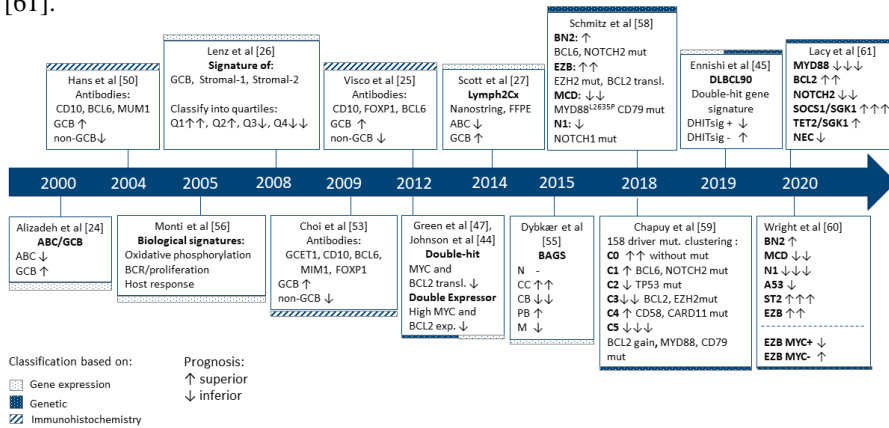 [61].
Hans et al [50]
Antibodies:
CD10, BCL6, MUM1
GCB ↑
non-GCB↓
Lenz et al [26]
Signature of:
GCB, Stromal-1, Stromal-2
Classify into quartiles:
Q1↑↑, Q2↑, Q3↓, Q4↓↓
Visco et al [25]
Antibodies:
CD10, FOXP1, BCL6
GCB ↑
non-GCB ↓
Scott et al [27]
Lymph2Cx
Nanostring, FFPE
ABC ↓
GCB ↑
Schmitz et al [58]
BN2: ↑
BCL6, NOTCH2 mut
EZB: ↑↑
EZH2 mut, BCL2 transl.
MCD: ↓↓
MYD88L2635P CD79 mut
N1: ↓
NOTCH1 mut
Ennishi et al [45]
DLBCL90
Double-hit gene
signature
DHITsig + ↓
DHITsig - ↑
Lacy et al [61]
MYD88 ↓↓↓
BCL2 ↑↑
NOTCH2 ↓↓
SOCS1/SGK1 ↑↑↑
TET2/SGK1 ↑
NEC ↓
2000 2004 2005 2008 2009 2012 2014 2015 2018 2019 2020
Alizadeh et al [24]
ABC/GCB
ABC ↓
GCB ↑
Monti et al [56]
Biological signatures:
Oxidative phosphorylation
BCR/proliferation
Host response
Choi et al [53]
Antibodies:
GCET1, CD10, BCL6,
MIM1, FOXP1
GCB ↑
non-GCB ↓
Green et al [47],
Johnson et al [44]
Double-hit
MYC and
BCL2 transl. ↓
Double Expressor
High MYC and
BCL2 exp. ↓
Dybkær et al
[55]
BAGS
N -
CC ↑↑
CB ↓↓
PB ↑
M ↓
Chapuy et al [59]
158 driver mut. clustering :
C0 ↑↑ without mut
C1 ↑ BCL6, NOTCH2 mut
C2 ↓ TP53 mut
C3↓↓ BCL2, EZH2mut
C4 ↑ CD58, CARD11 mut
C5 ↓↓↓
BCL2 gain, MYD88, CD79
mut
Wright et al [60]
BN2 ↑
MCD ↓↓
N1 ↓↓↓
A53 ↓
ST2 ↑↑↑
EZB ↑↑
EZB MYC+ ↓
EZB MYC- ↑
Classification based on:
Gene expression
Genetic
Immunohistochemistry
Prognosis:
↑ superior
↓ inferior